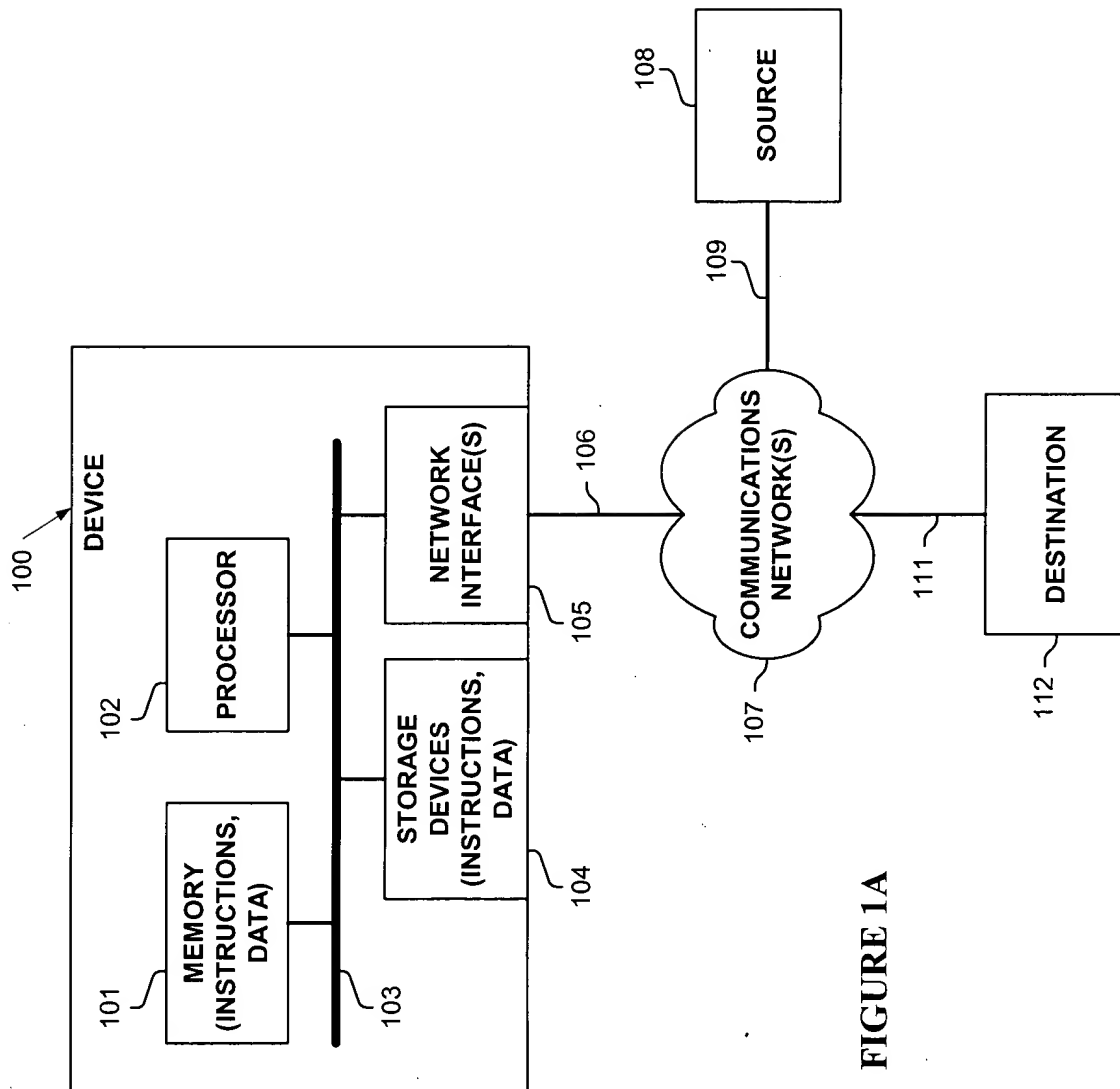 100
DEVICE
101
MEMORY
(INSTRUCTIONS,
DATA)
102
PROCESSOR
103
STORAGE
DEVICES
(INSTRUCTIONS,
DATA)
104
NETWORK
INTERFACE(S)
105
106
COMMUNICATIONS
NETWORK(S)
107
109
108
SOURCE
111
DESTINATION
112
FIGURE 1A